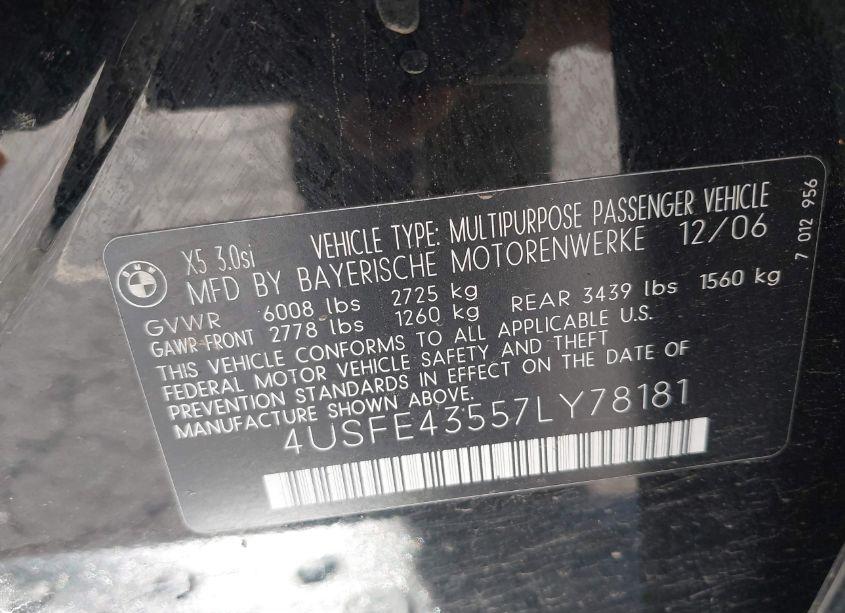 BMW
X5 3.0si
VEHICLE TYPE: MULTIPURPOSE PASSENGER VEHICLE
MFD BY BAYERISCHE MOTORENWERKE 12/06
GVWR 6008 lbs 2725 kg
GAWR FRONT 2778 lbs 1260 kg REAR 3439 lbs 1560 kg
THIS VEHICLE CONFORMS TO ALL APPLICABLE U.S.
FEDERAL MOTOR VEHICLE SAFETY AND THEFT
PREVENTION STANDARDS IN EFFECT ON THE DATE OF
MANUFACTURE SHOWN ABOVE.
4USFE43557LY78181
7 012 956